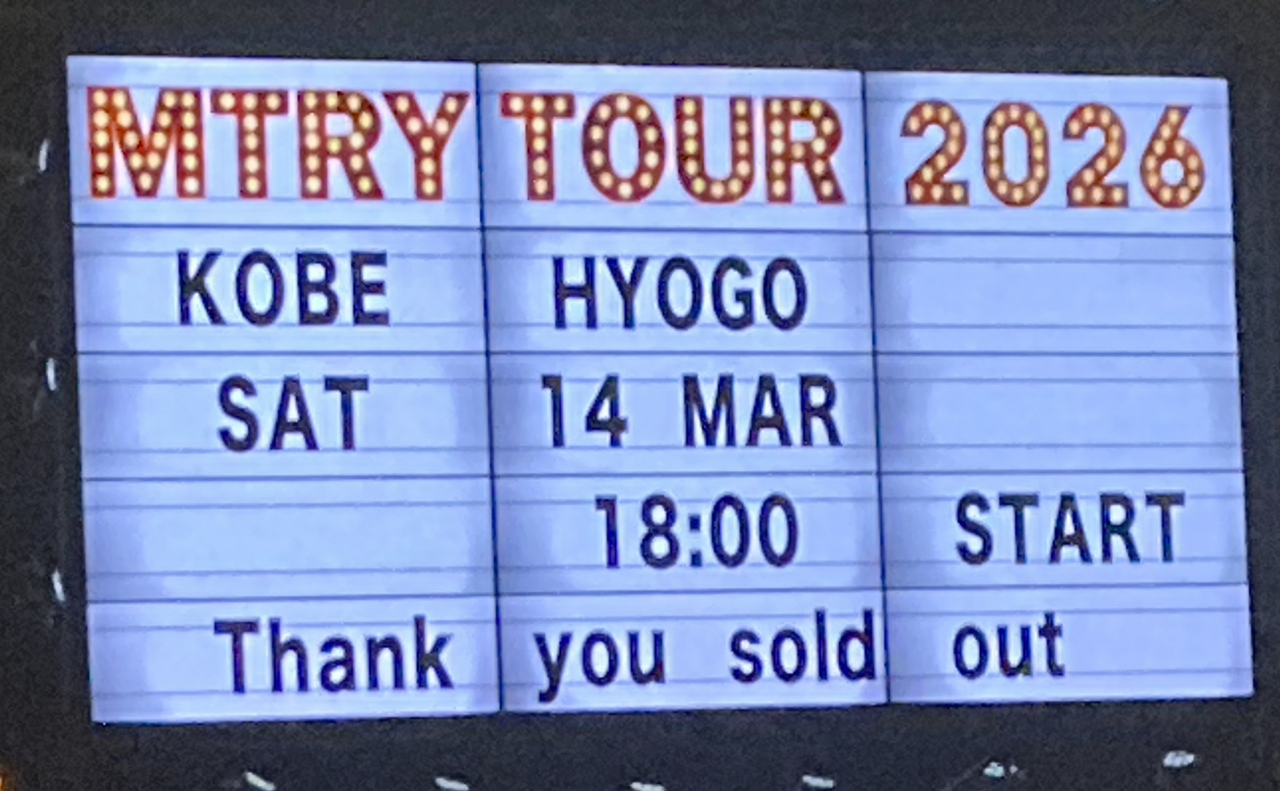 MTRY TOUR 2026
KOBE HYOGO
SAT 14 MAR
18:00 START
Thank you sold out